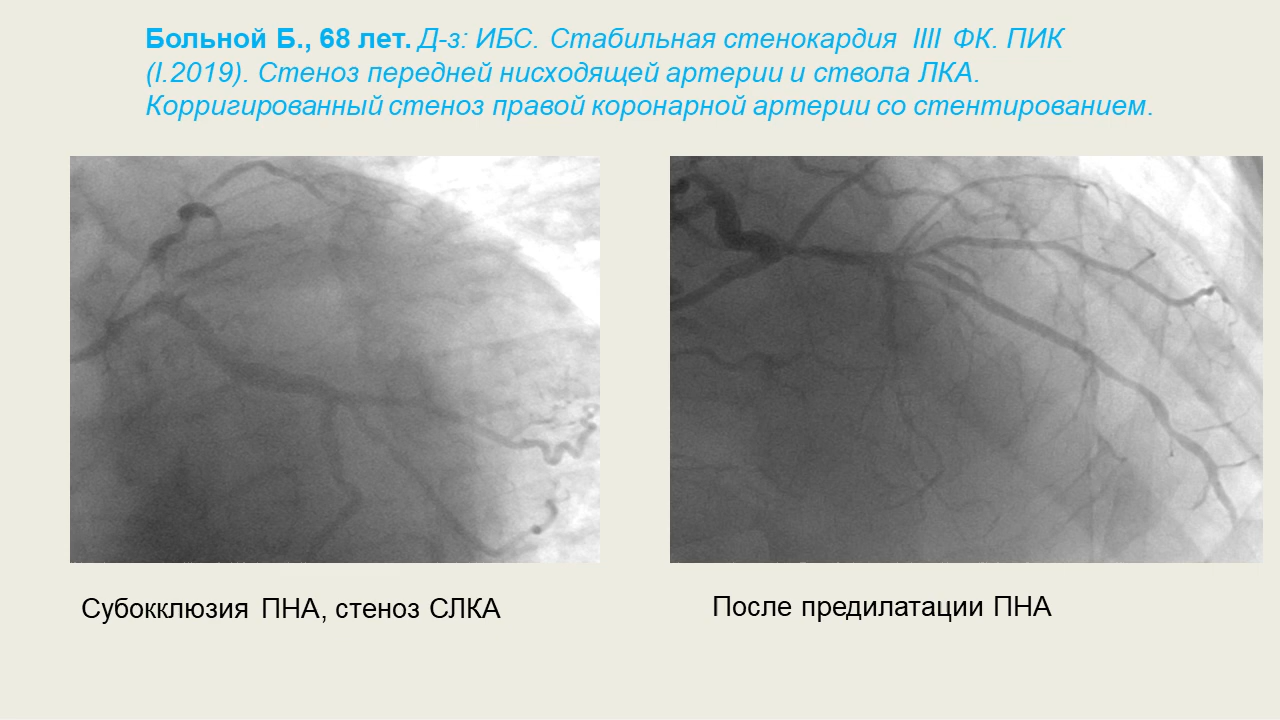 Больной Б., 68 лет. Д-з: ИБС. Стабильная стенокардия IIII ФК. ПИК
(I.2019). Стеноз передней нисходящей артерии и ствола ЛКА.
Корригированный стеноз правой коронарной артерии со стентированием.
Субокклюзия ПНА, стеноз СЛКА
После предилатации ПНА